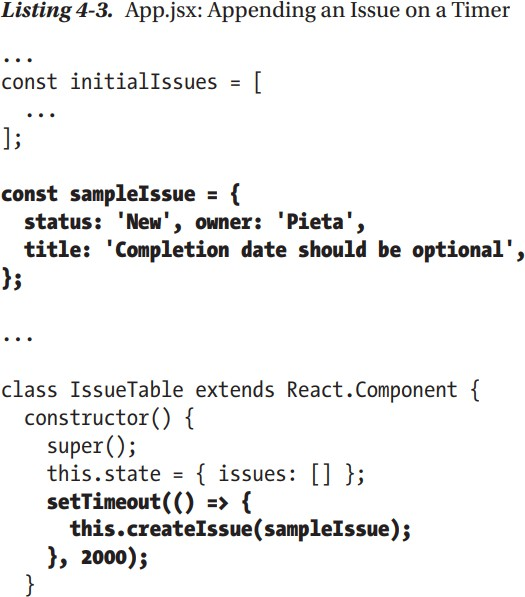 Listing 4-3. App.jsx: Appending an Issue on a Timer
...
const initialIssues = [
  ...
];
const sampleIssue = {
  status: 'New', owner: 'Pieta',
  title: 'Completion date should be optional',
};
...
class IssueTable extends React.Component {
  constructor() {
    super();
    this.state = { issues: [] };
    setTimeout(() => {
      this.createIssue(sampleIssue);
    }, 2000);
  }